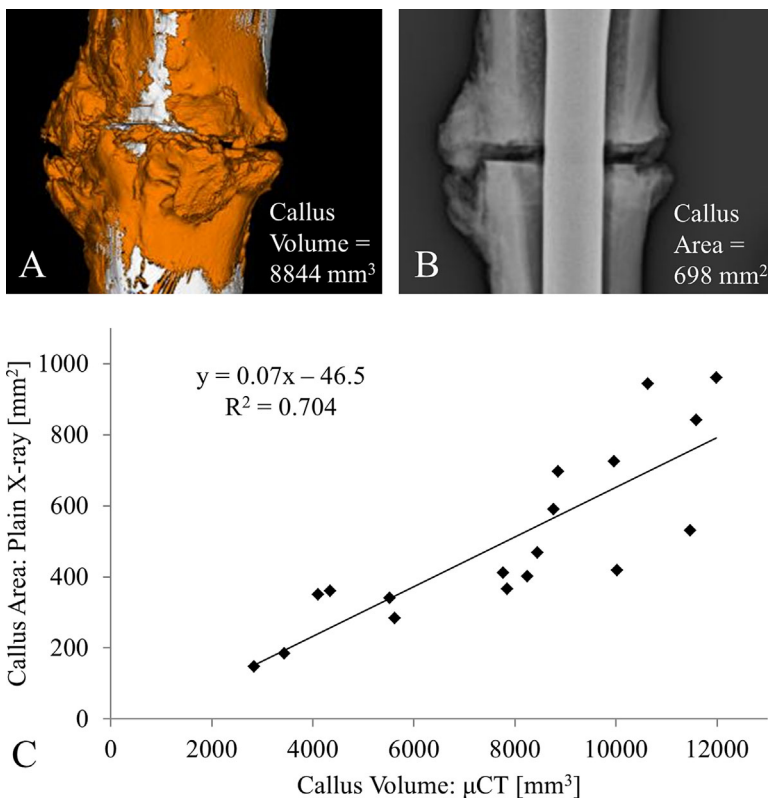 Callus
Volume =
8844 mm³
A
Callus
Area =
698 mm²
B
y = 0.07x – 46.5
R² = 0.704
Callus Area: Plain X-ray [mm²]
1000
800
600
400
200
0
0 2000 4000 6000 8000 10000 12000
C
Callus Volume: µCT [mm³]